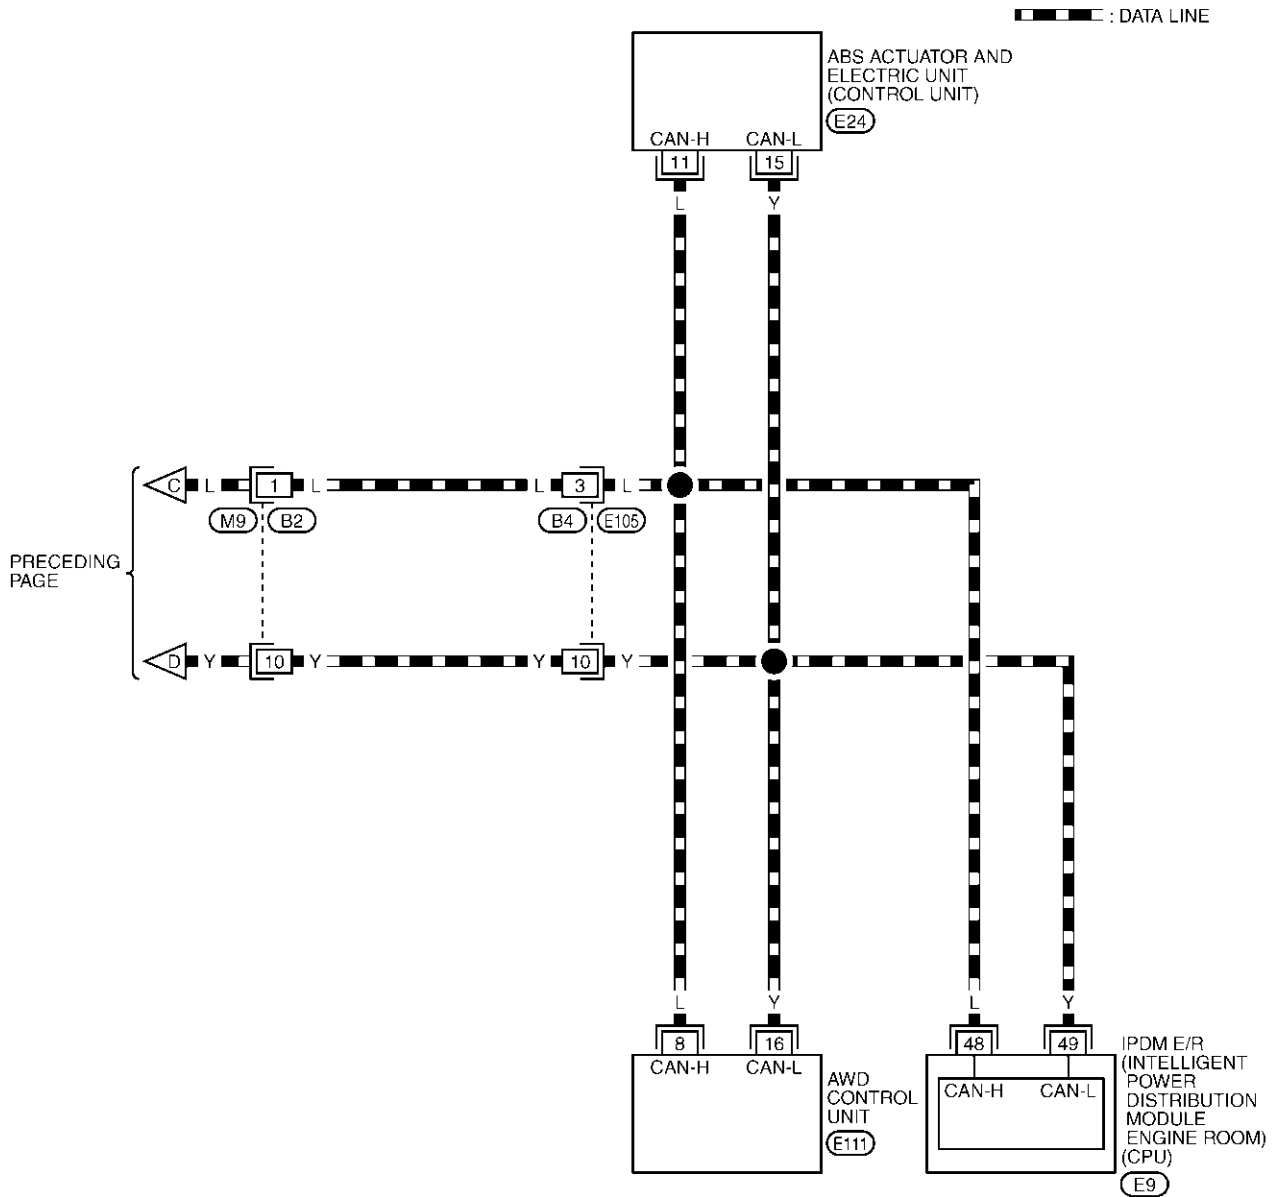 : DATA LINE
ABS ACTUATOR AND
ELECTRIC UNIT
(CONTROL UNIT)
E24
CAN-H CAN-L
11 15
L Y
C L 1 L L 3 L
M9 B2 B4 E105
PRECEDING
PAGE
D Y 10 Y Y 10 Y
L Y L Y
8 16 48 49
CAN-H CAN-L
AWD
CONTROL
UNIT
E111
CAN-H CAN-L
IPDM E/R
(INTELLIGENT
POWER
DISTRIBUTION
MODULE
ENGINE ROOM)
(CPU)
E9